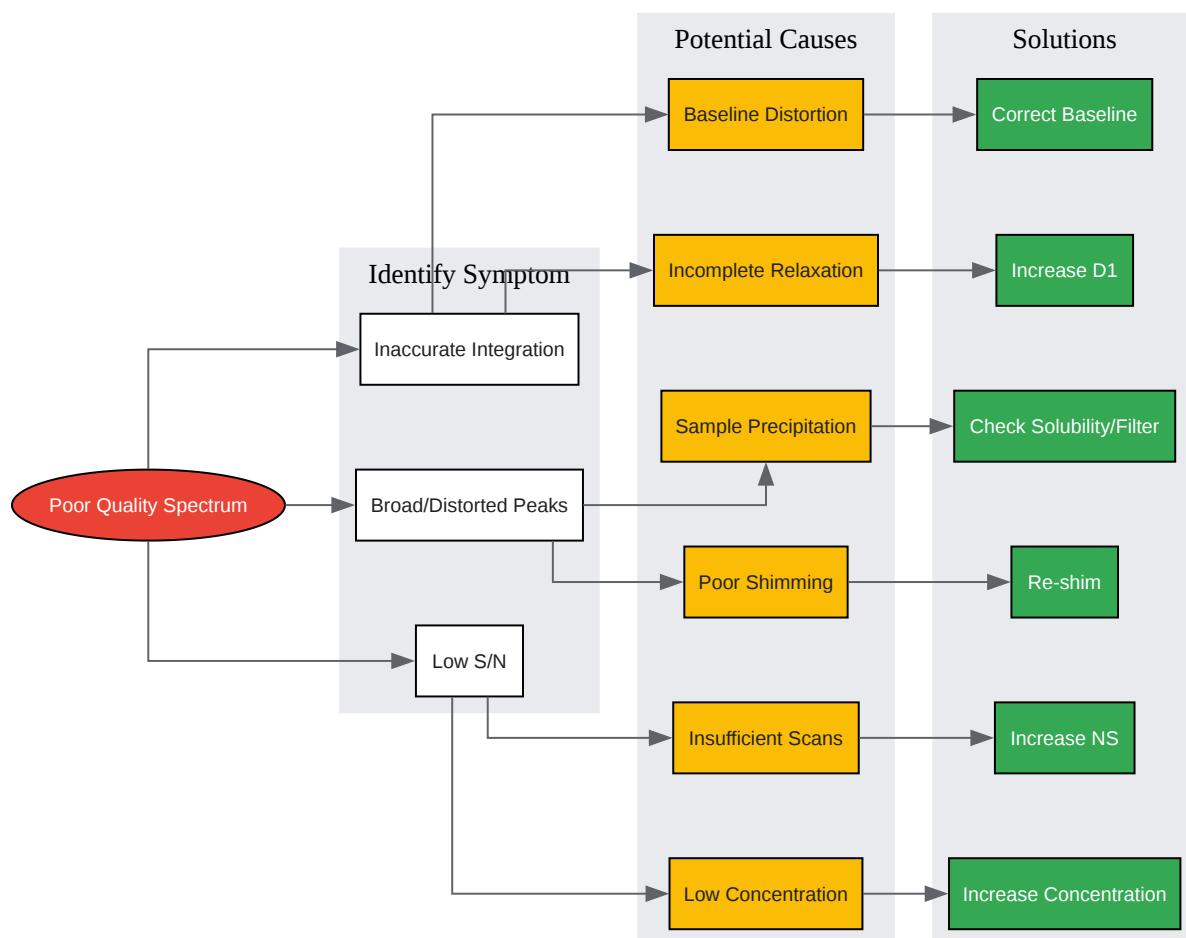 Potential Causes
Solutions
Baseline Distortion
Correct Baseline
Identify Symptom
Incomplete Relaxation
Increase D1
Inaccurate Integration
Sample Precipitation
Check Solubility/Filter
Poor Quality Spectrum
Broad/Distorted Peaks
Poor Shimming
Re-shim
Low S/N
Insufficient Scans
Increase NS
Low Concentration
Increase Concentration